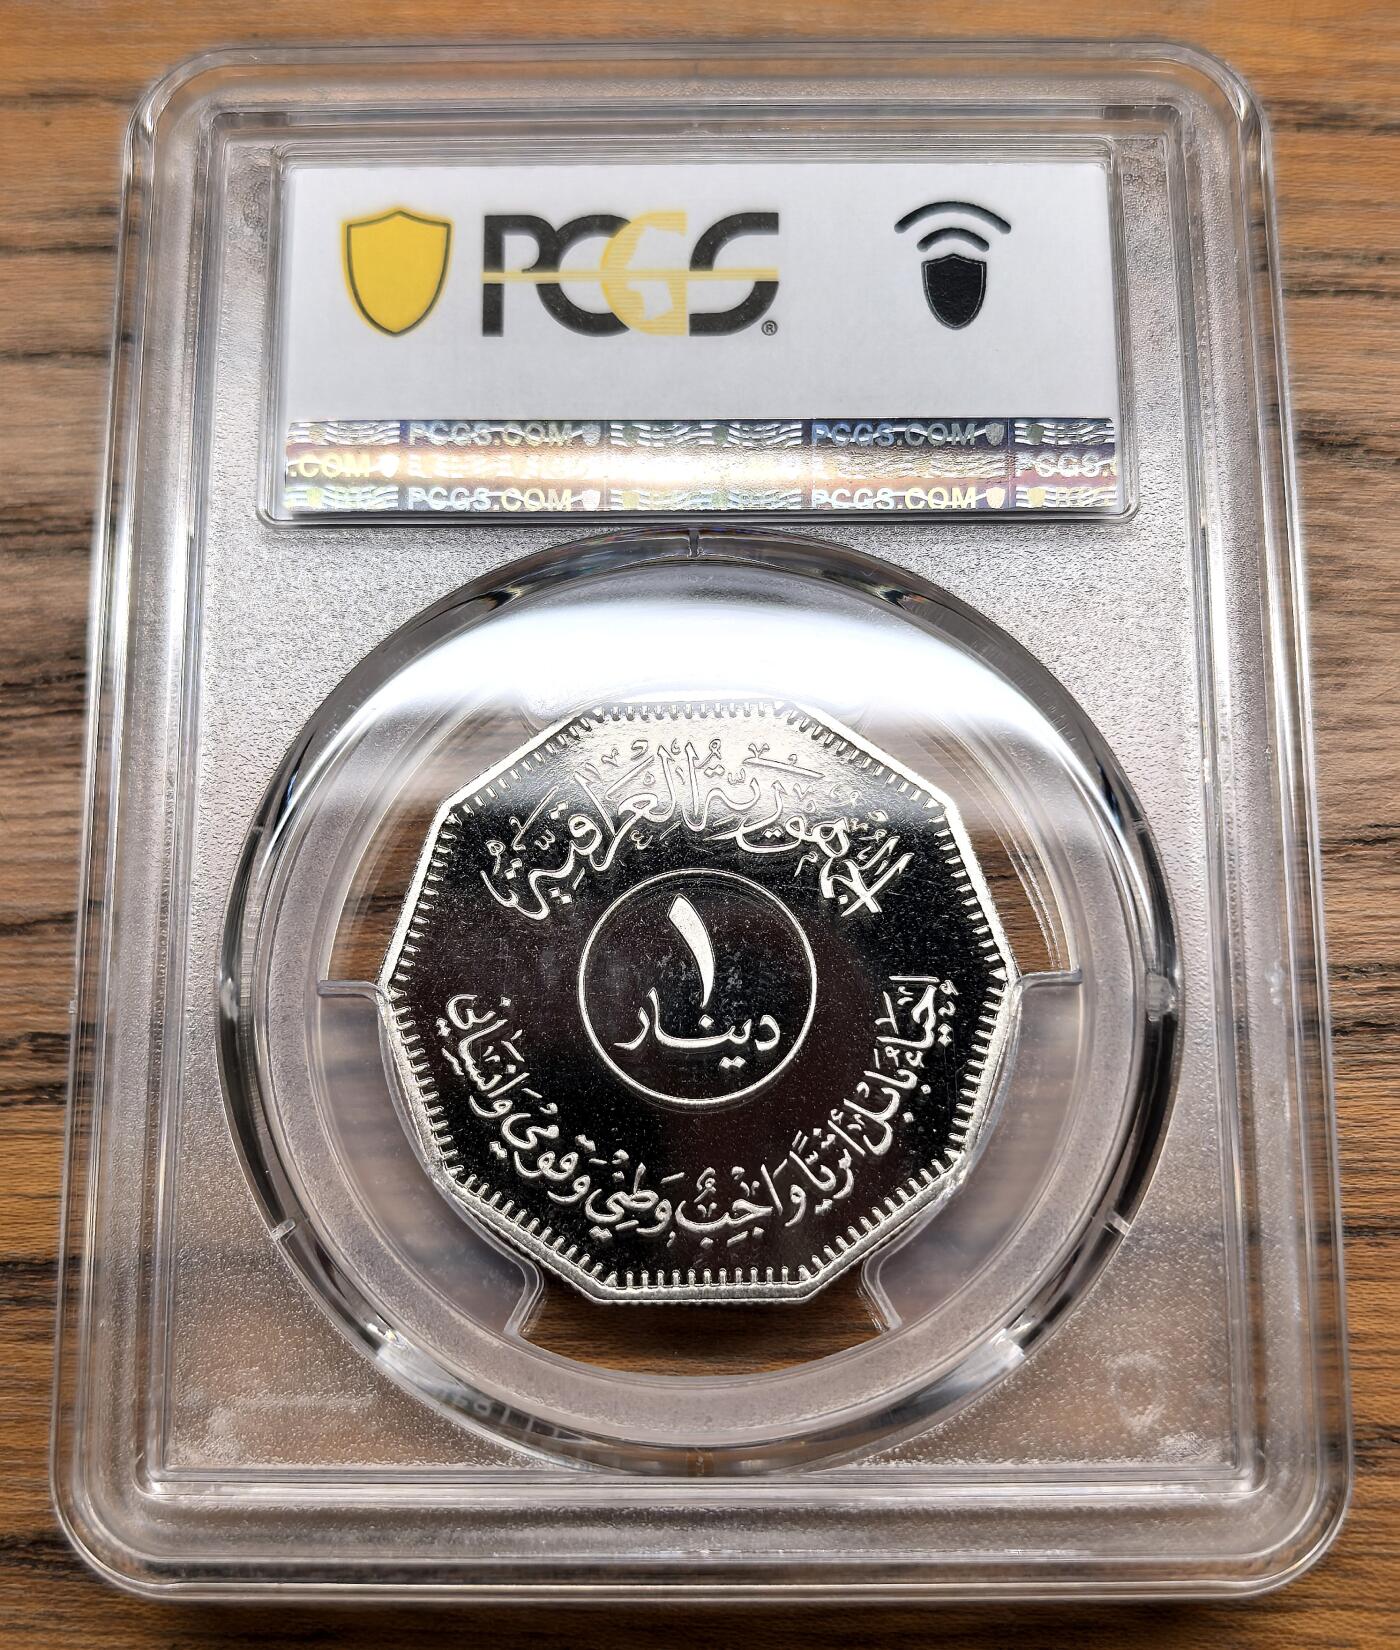 PCGS®
PCGS.COM PCGS.COM
.COM PCGS.
PCGS.COM PCGS.COM
الجمهورية العراقية
١
دينار
إحياء بابل أثريًّا واجب وطني وقومي وإنساني